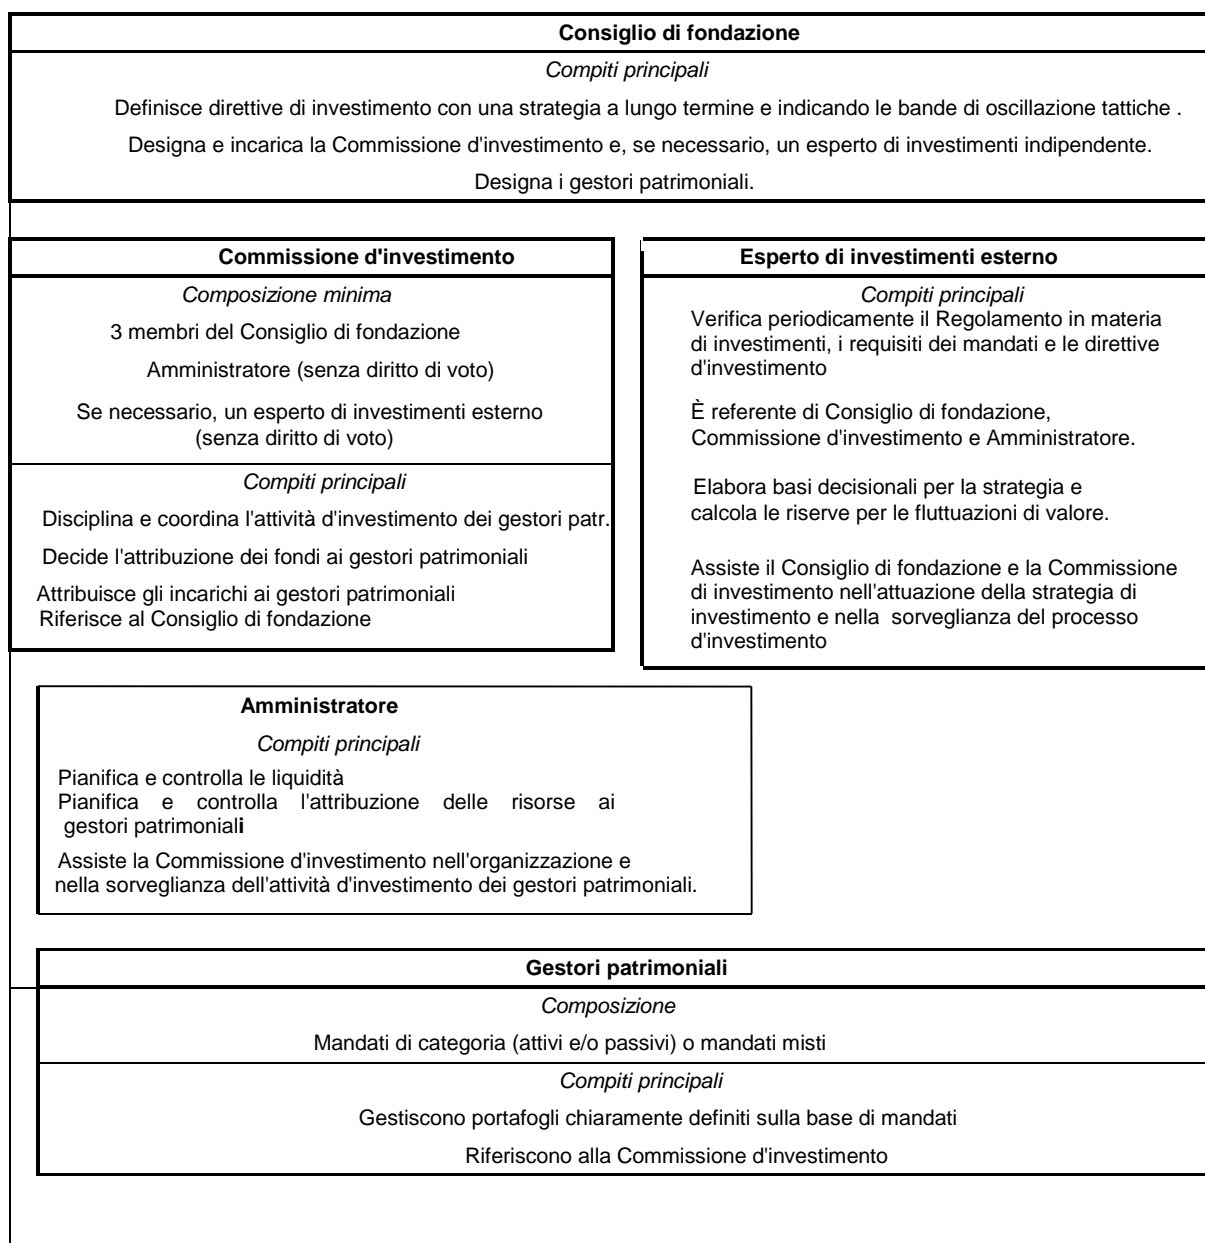 Consiglio di fondazione
Compiti principali
Definisce direttive di investimento con una strategia a lungo termine e indicando le bande di oscillazione tattiche .
Designa e incarica la Commissione d'investimento e, se necessario, un esperto di investimenti indipendente.
Designa i gestori patrimoniali.
Commissione d'investimento
Composizione minima
3 membri del Consiglio di fondazione
Amministratore (senza diritto di voto)
Se necessario, un esperto di investimenti esterno
(senza diritto di voto)
Compiti principali
Disciplina e coordina l'attività d'investimento dei gestori patr.
Decide l'attribuzione dei fondi ai gestori patrimoniali
Attribuisce gli incarichi ai gestori patrimoniali
Riferisce al Consiglio di fondazione
Esperto di investimenti esterno
Compiti principali
Verifica periodicamente il Regolamento in materia
di investimenti, i requisiti dei mandati e le direttive
d'investimento
È referente di Consiglio di fondazione,
Commissione d'investimento e Amministratore.
Elabora basi decisionali per la strategia e
calcola le riserve per le fluttuazioni di valore.
Assiste il Consiglio di fondazione e la Commissione
di investimento nell'attuazione della strategia di
investimento e nella sorveglianza del processo
d'investimento
Amministratore
Compiti principali
Pianifica e controlla le liquidità
Pianifica e controlla l'attribuzione delle risorse ai
gestori patrimoniali
Assiste la Commissione d'investimento nell'organizzazione e
nella sorveglianza dell'attività d'investimento dei gestori patrimoniali.
Gestori patrimoniali
Composizione
Mandati di categoria (attivi e/o passivi) o mandati misti
Compiti principali
Gestiscono portafogli chiaramente definiti sulla base di mandati
Riferiscono alla Commissione d'investimento